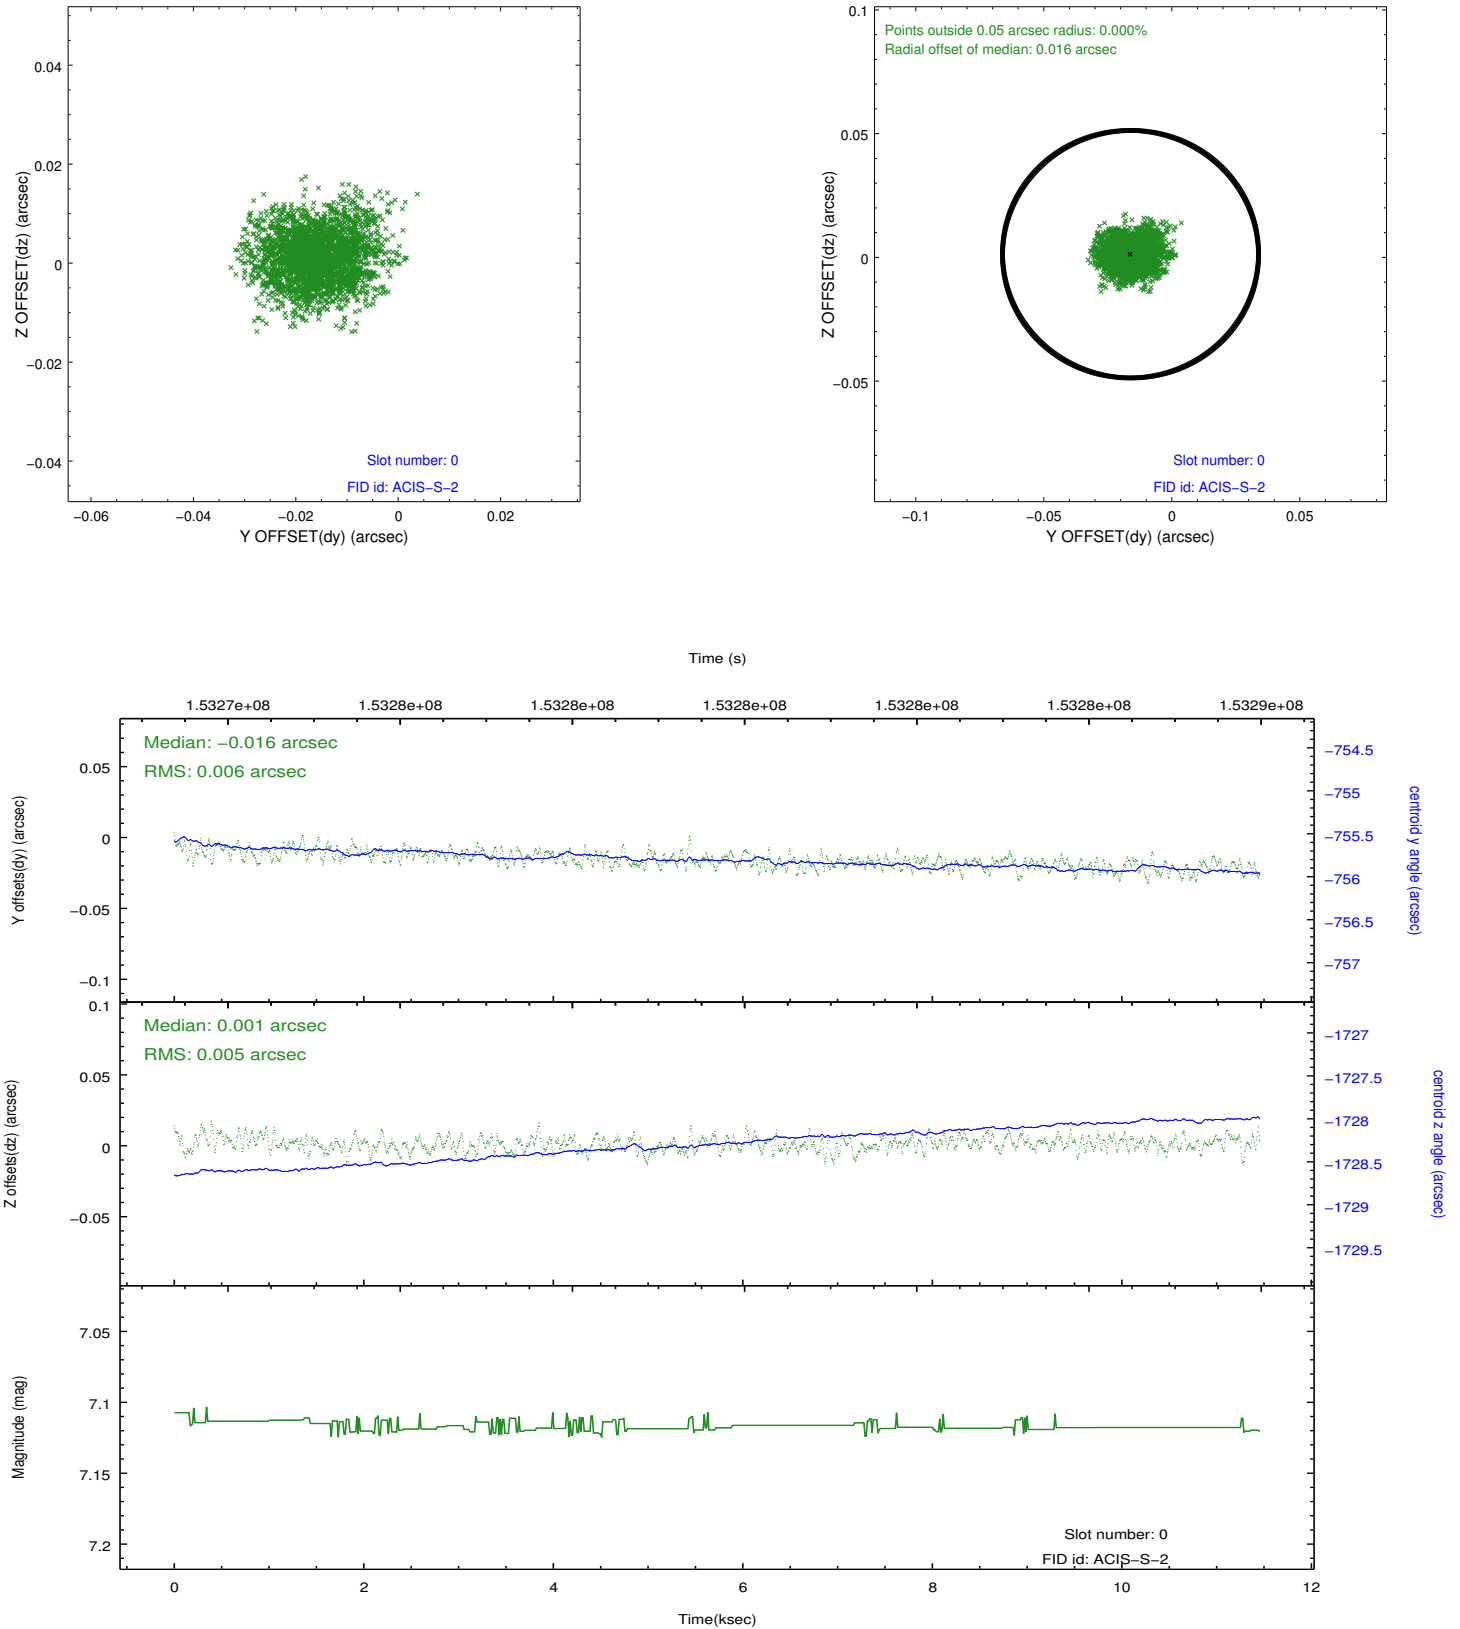 0.04
0.02
0
−0.02
−0.04
Z OFFSET(dz) (arcsec)
Slot number: 0
FID id: ACIS−S−2
−0.06
−0.04
−0.02
0
0.02
Y OFFSET(dy) (arcsec)
0.1
0.05
0
−0.05
Z OFFSET(dz) (arcsec)
Points outside 0.05 arcsec radius: 0.000%
Radial offset of median: 0.016 arcsec
Slot number: 0
FID id: ACIS−S−2
−0.1
−0.05
0
0.05
Y OFFSET(dy) (arcsec)
Time (s)
1.5327e+08
1.5328e+08
1.5328e+08
1.5328e+08
1.5328e+08
1.5328e+08
1.5329e+08
Median: −0.016 arcsec
RMS: 0.006 arcsec
0.05
0
−0.05
−0.1
Y offsets(dy) (arcsec)
−754.5
−755
−755.5
−756
−756.5
−757
centroid y angle (arcsec)
Median: 0.001 arcsec
RMS: 0.005 arcsec
0.1
0.05
0
−0.05
Z offsets(dz) (arcsec)
−1727
−1727.5
−1728
−1728.5
−1729
−1729.5
centroid z angle (arcsec)
7.05
7.1
7.15
7.2
Magnitude (mag)
Slot number: 0
FID id: ACIS−S−2
0
2
4
6
8
10
12
Time(ksec)